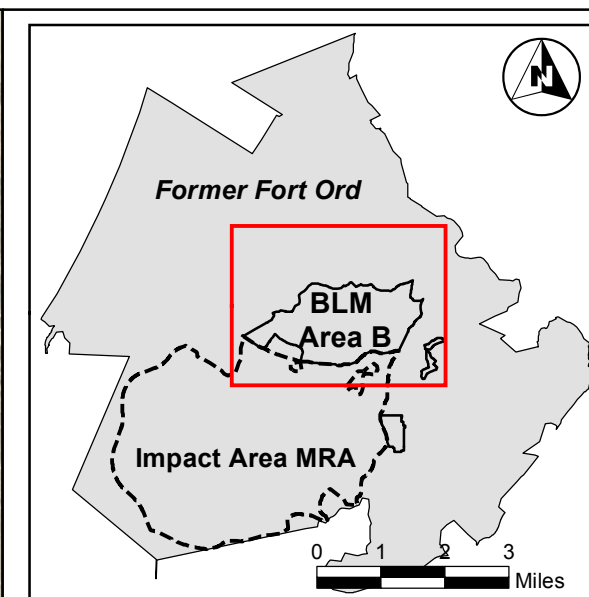 N
Former Fort Ord
BLM
Area B
Impact Area MRA
0 1 2 3
Miles